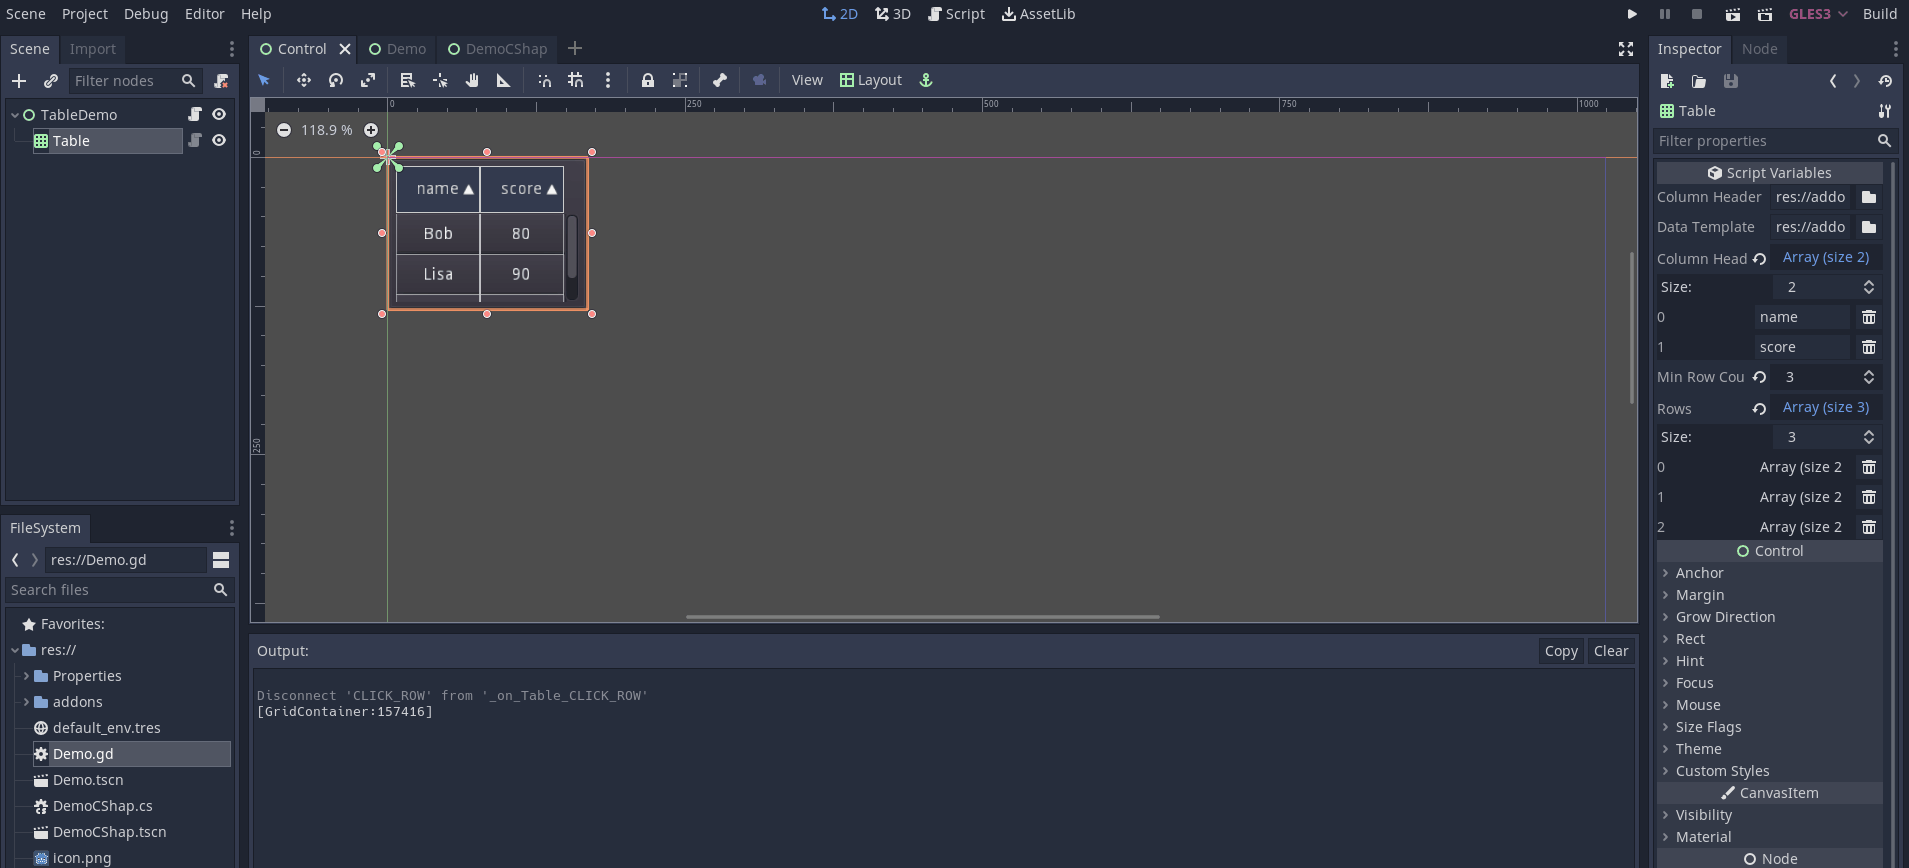 Scene Project Debug Editor Help
2D 3D Script AssetLib
GLES3 Build
Scene Import
Filter nodes
TableDemo
Table
FileSystem
res://Demo.gd
Search files
Favorites:
res://
Properties
addons
default_env.tres
Demo.gd
Demo.tscn
DemoCShap.cs
DemoCShap.tscn
icon.png
Control Demo DemoCShap
View Layout
0 250 500 750 1000
118.9 %
0
250
name score
Bob 80
Lisa 90
Output: Copy Clear
Disconnect 'CLICK_ROW' from '_on_Table_CLICK_ROW'
[GridContainer:157416]
Inspector Node
Table
Filter properties
Script Variables
Column Header res://addo
Data Template res://addo
Column Head Array (size 2)
Size: 2
0 name
1 score
Min Row Cou 3
Rows Array (size 3)
Size: 3
0 Array (size 2
1 Array (size 2
2 Array (size 2
Control
Anchor
Margin
Grow Direction
Rect
Hint
Focus
Mouse
Size Flags
Theme
Custom Styles
CanvasItem
Visibility
Material
Node